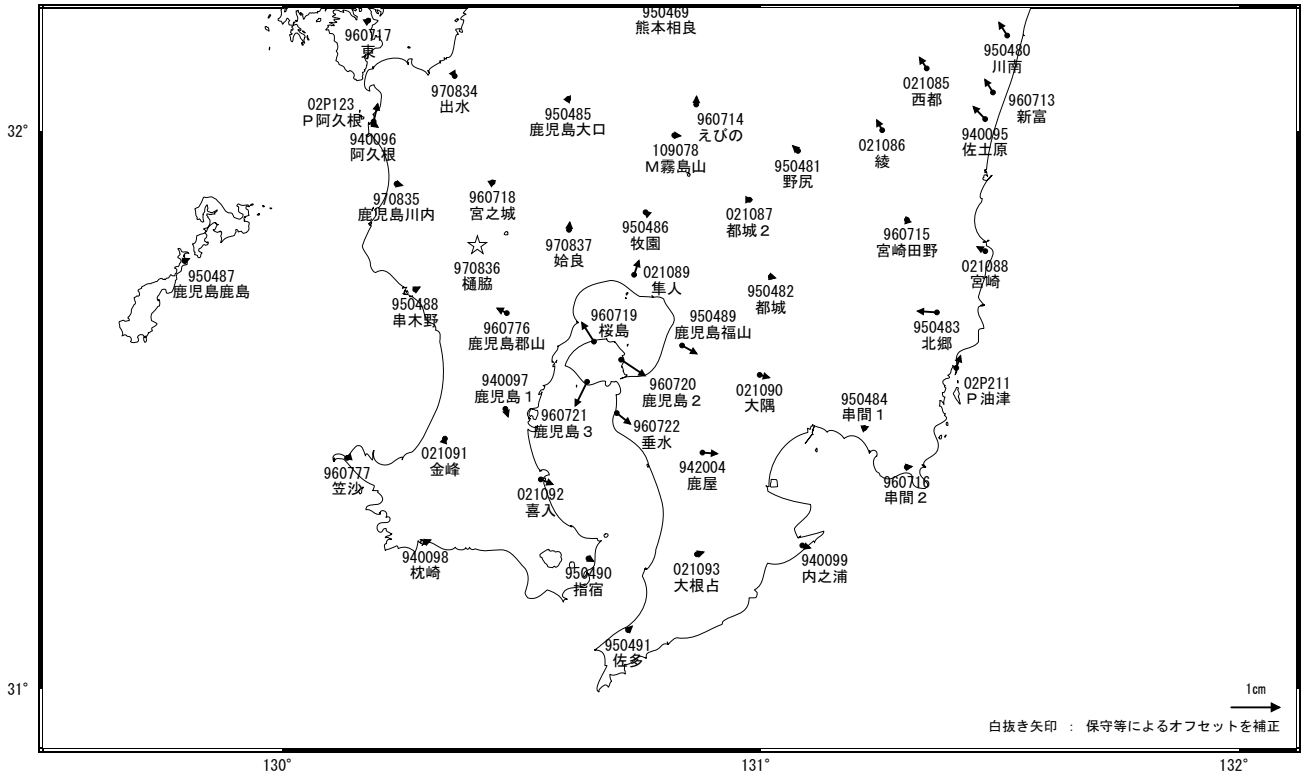 950469
熊本相良
960717
東
950480
川南
021085
西都
970834
出水
960713
新富
02P123
P阿久根
950485
鹿児島大口
960714
えびの
940095
佐土原
940096
阿久根
109078
M霧島山
021086
綾
950481
野尻
970835
鹿児島川内
960718
宮之城
021087
都城2
950486
牧園
960715
宮崎田野
970837
姶良
970836
樋脇
021089
隼人
021088
宮崎
950487
鹿児島鹿島
950482
都城
950488
串木野
960776
鹿児島郡山
960719
桜島
950489
鹿児島福山
950483
北郷
940097
鹿児島1
960720
鹿児島2
021090
大隅
02P211
P油津
950484
串間1
960721
鹿児島3
960722
垂水
021091
金峰
942004
鹿屋
960777
笠沙
960716
串間2
021092
喜入
940098
枕崎
950490
指宿
021093
大根占
940099
内之浦
950491
佐多
32°
31°
1cm
白抜き矢印 : 保守等によるオフセットを補正
130°
131°
132°